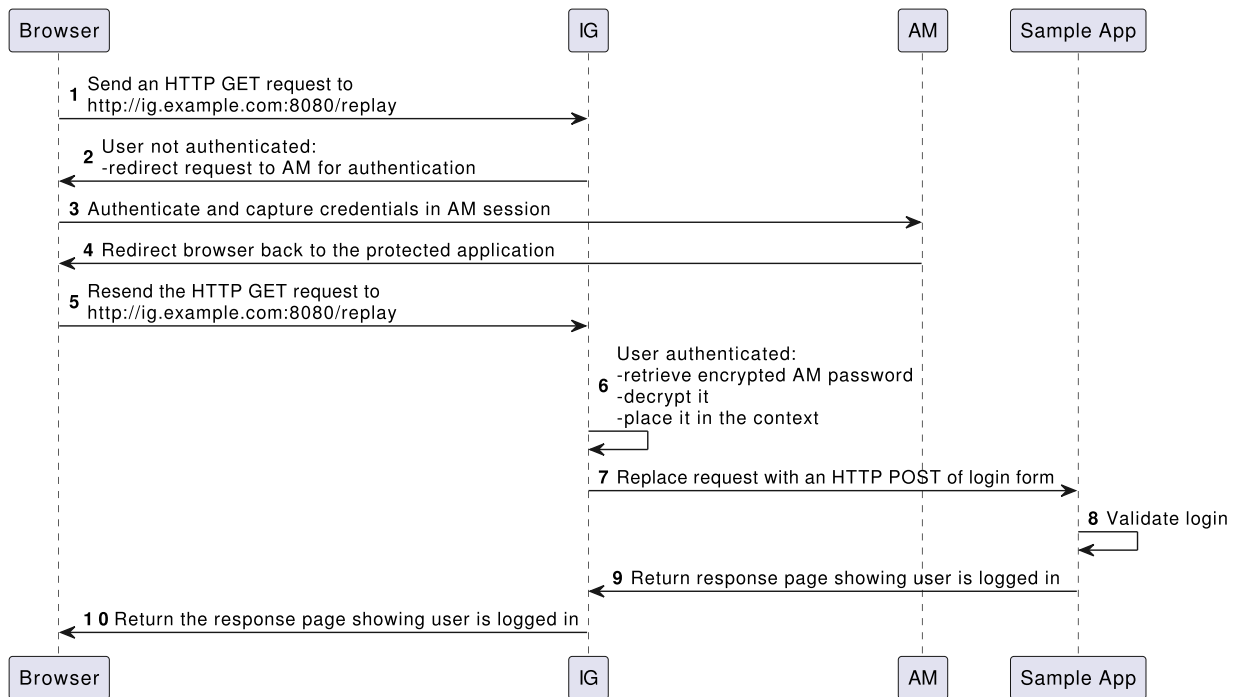 Browser
IG
AM
Sample App
1 Send an HTTP GET request to
http://ig.example.com:8080/replay
2 User not authenticated:
-redirect request to AM for authentication
3 Authenticate and capture credentials in AM session
4 Redirect browser back to the protected application
5 Resend the HTTP GET request to
http://ig.example.com:8080/replay
6 User authenticated:
-retrieve encrypted AM password
-decrypt it
-place it in the context
7 Replace request with an HTTP POST of login form
8 Validate login
9 Return response page showing user is logged in
10 Return the response page showing user is logged in
Browser
IG
AM
Sample App